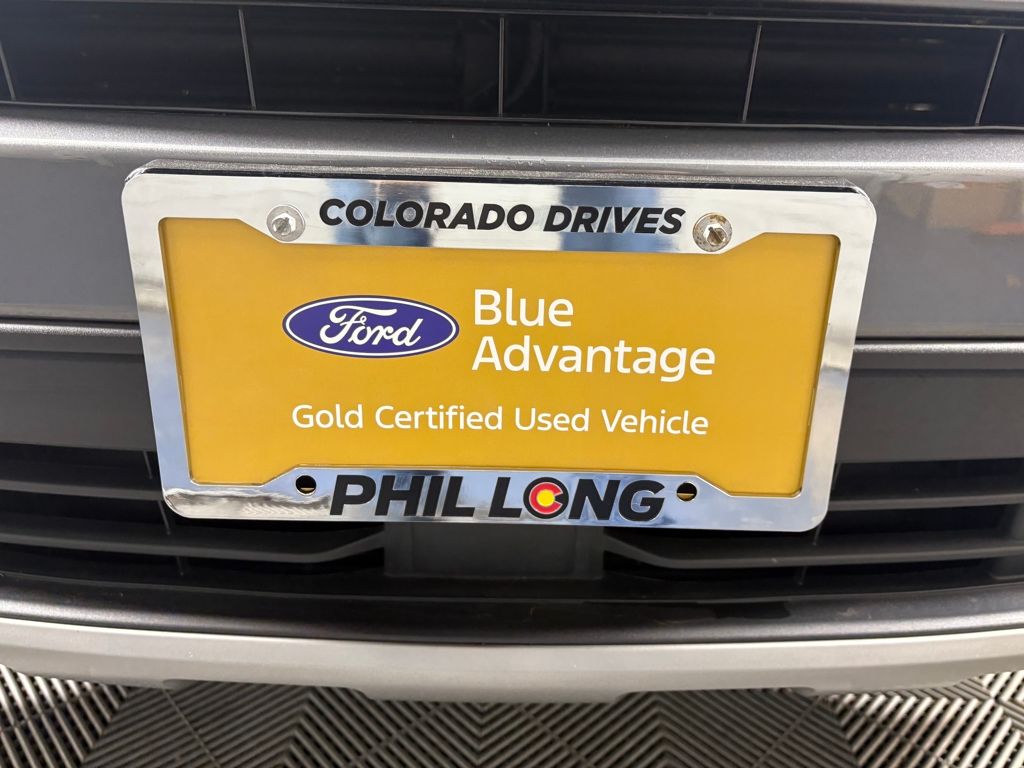 COLORADO DRIVES
Ford
Blue
Advantage
Gold Certified Used Vehicle
PHIL LONG